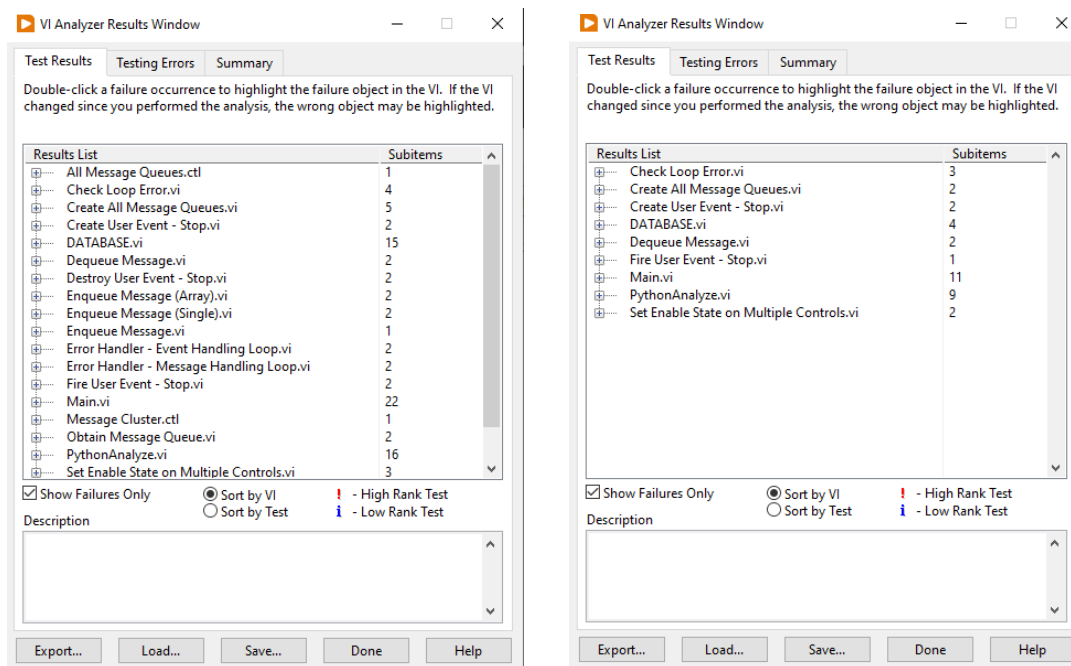 VI Analyzer Results Window
Test Results Testing Errors Summary
Double-click a failure occurrence to highlight the failure object in the VI. If the VI
changed since you performed the analysis, the wrong object may be highlighted.
Results List Subitems
All Message Queues.ctl 1
Check Loop Error.vi 4
Create All Message Queues.vi 5
Create User Event - Stop.vi 2
DATABASE.vi 15
Dequeue Message.vi 2
Destroy User Event - Stop.vi 2
Enqueue Message (Array).vi 2
Enqueue Message (Single).vi 2
Enqueue Message.vi 1
Error Handler - Event Handling Loop.vi 2
Error Handler - Message Handling Loop.vi 2
Fire User Event - Stop.vi 2
Main.vi 22
Message Cluster.ctl 1
Obtain Message Queue.vi 2
PythonAnalyze.vi 16
Set Enable State on Multiple Controls.vi 3
Show Failures Only Sort by VI ! - High Rank Test
Sort by Test i - Low Rank Test
Description
Export... Load... Save... Done Help
VI Analyzer Results Window
Test Results Testing Errors Summary
Double-click a failure occurrence to highlight the failure object in the VI. If the VI
changed since you performed the analysis, the wrong object may be highlighted.
Results List Subitems
Check Loop Error.vi 3
Create All Message Queues.vi 2
Create User Event - Stop.vi 2
DATABASE.vi 4
Dequeue Message.vi 2
Fire User Event - Stop.vi 1
Main.vi 11
PythonAnalyze.vi 9
Set Enable State on Multiple Controls.vi 2
Show Failures Only Sort by VI ! - High Rank Test
Sort by Test i - Low Rank Test
Description
Export... Load... Save... Done Help